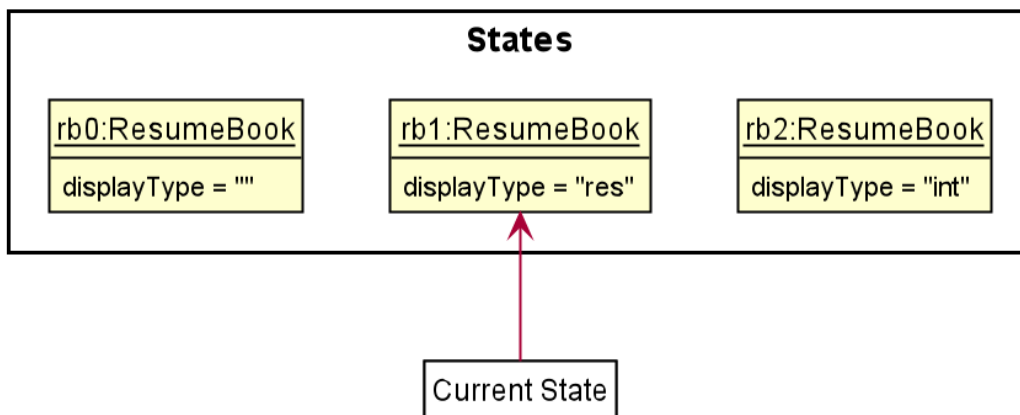 States
rb0:ResumeBook
displayType = ""
rb1:ResumeBook
displayType = "res"
rb2:ResumeBook
displayType = "int"
Current State